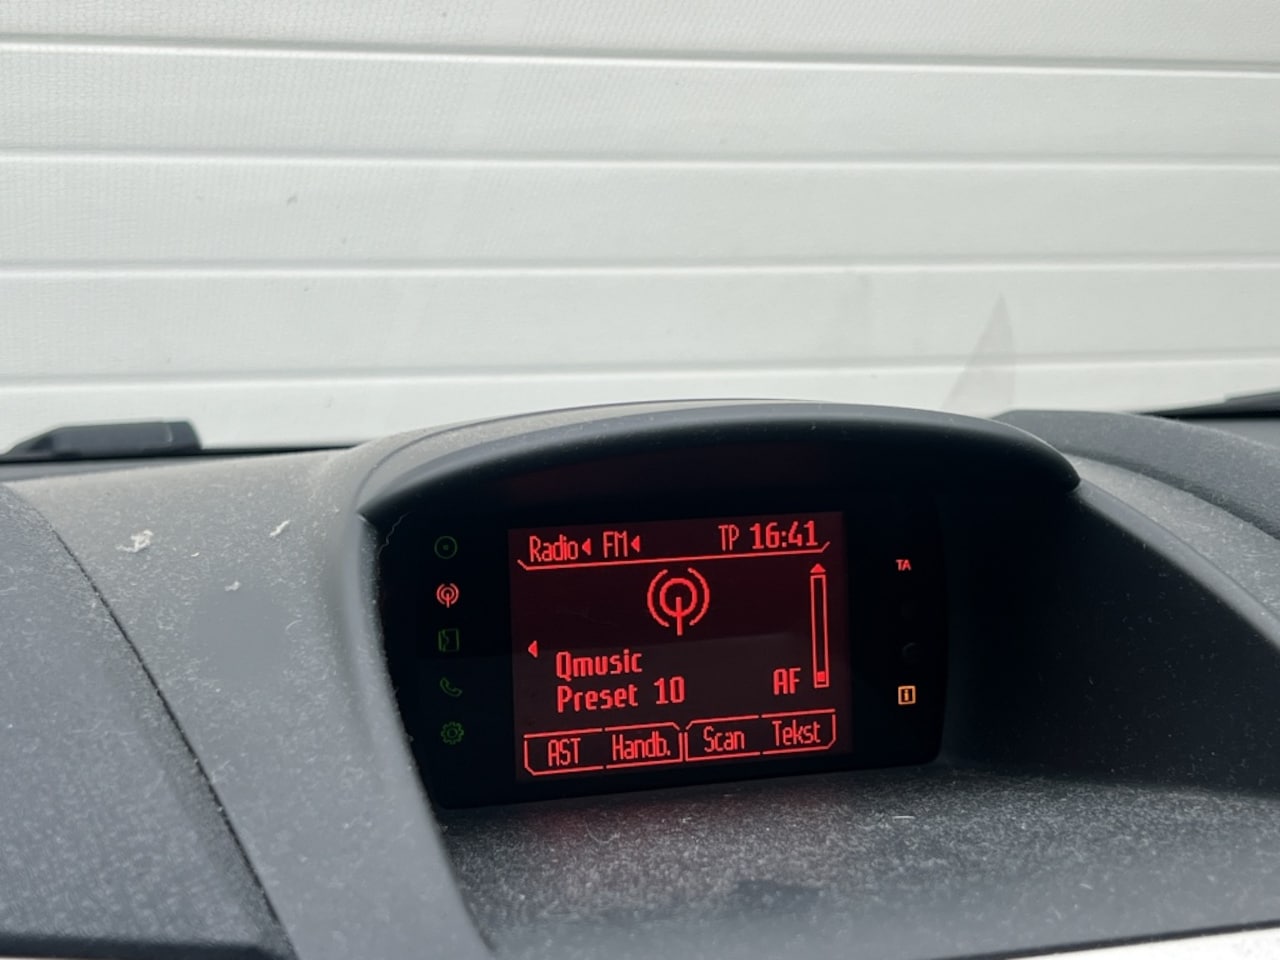 Radio FM TP 16:41
TA
Qmusic
Preset 10 AF
i
AST Handb. Scan Tekst